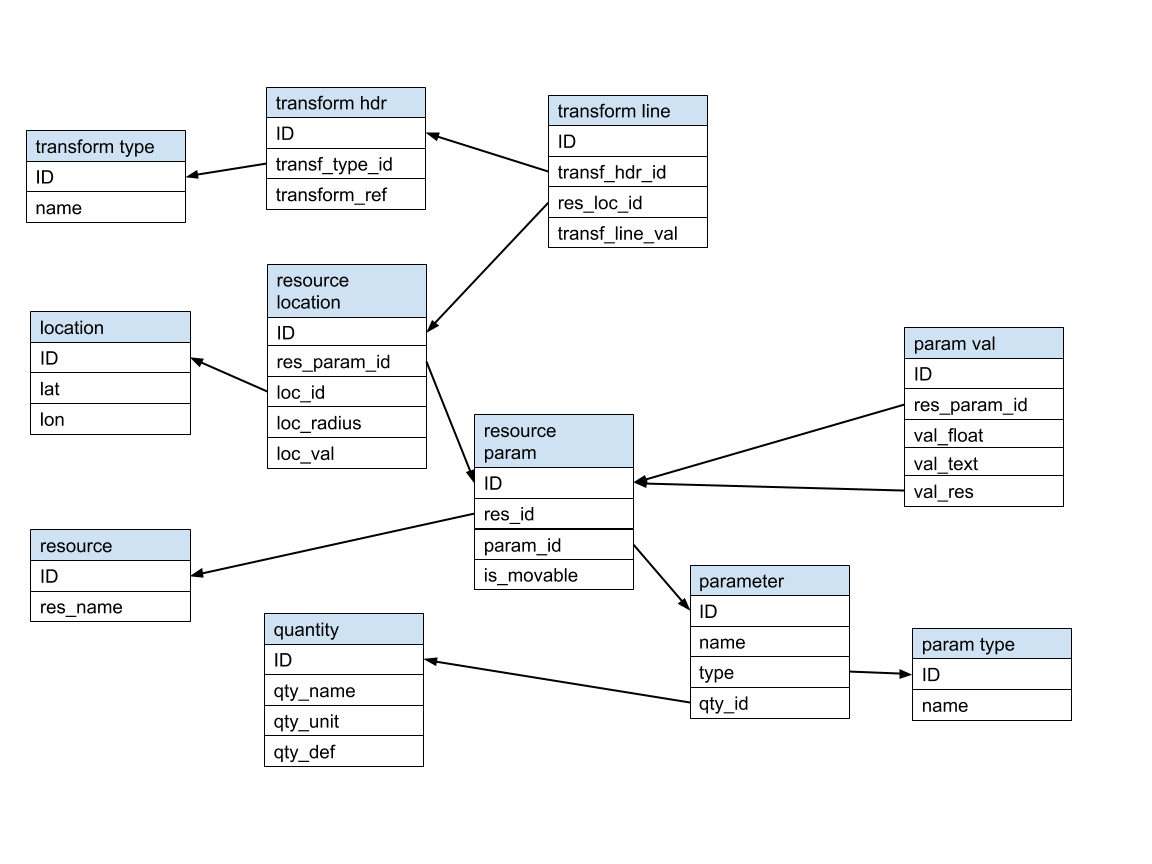 transform type
ID
name
transform hdr
ID
transf_type_id
transform_ref
transform line
ID
transf_hdr_id
res_loc_id
transf_line_val
location
ID
lat
lon
resource
location
ID
res_param_id
loc_id
loc_radius
loc_val
resource
param
ID
res_id
param_id
is_movable
param val
ID
res_param_id
val_float
val_text
val_res
resource
ID
res_name
quantity
ID
qty_name
qty_unit
qty_def
parameter
ID
name
type
qty_id
param type
ID
name